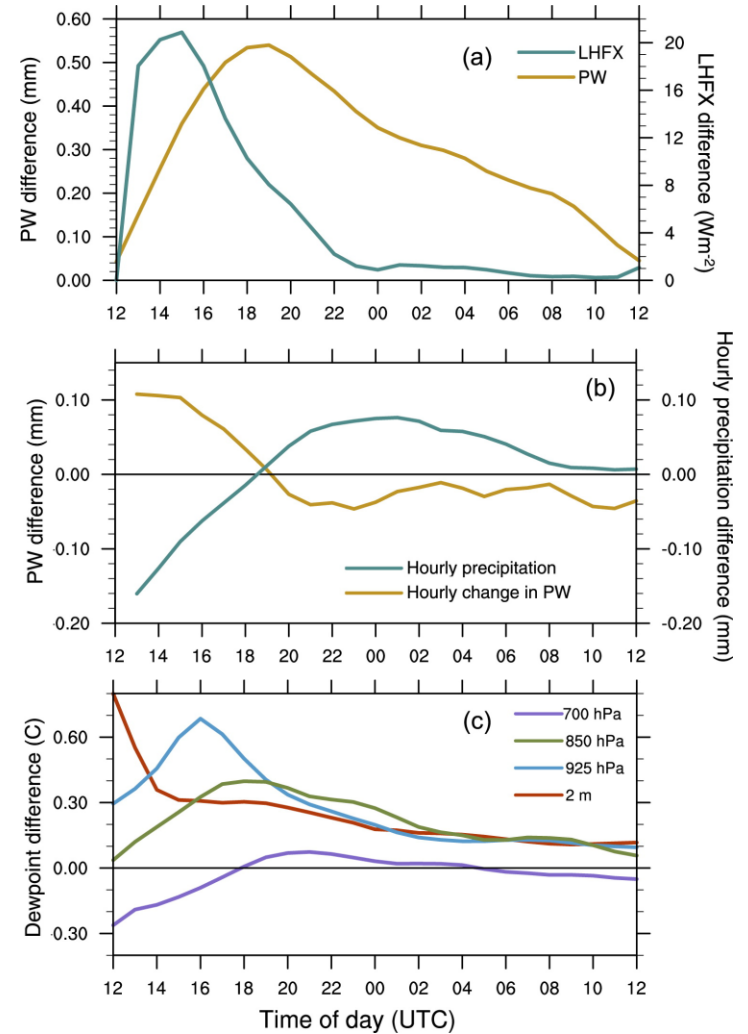 0.60
0.50
0.40
0.30
0.20
0.10
0.00
PW difference (mm)
(a)
LHFX
PW
20
16
12
8
4
0
LHFX difference (Wm-2)
12 14 16 18 20 22 00 02 04 06 08 10 12
0.10
0.00
-0.10
-0.20
PW difference (mm)
(b)
Hourly precipitation
Hourly change in PW
0.10
0.00
-0.10
-0.20
Hourly precipitation difference (mm)
12 14 16 18 20 22 00 02 04 06 08 10 12
0.60
0.30
0.00
-0.30
Dewpoint difference (C)
(c)
700 hPa
850 hPa
925 hPa
2 m
12 14 16 18 20 22 00 02 04 06 08 10 12
Time of day (UTC)